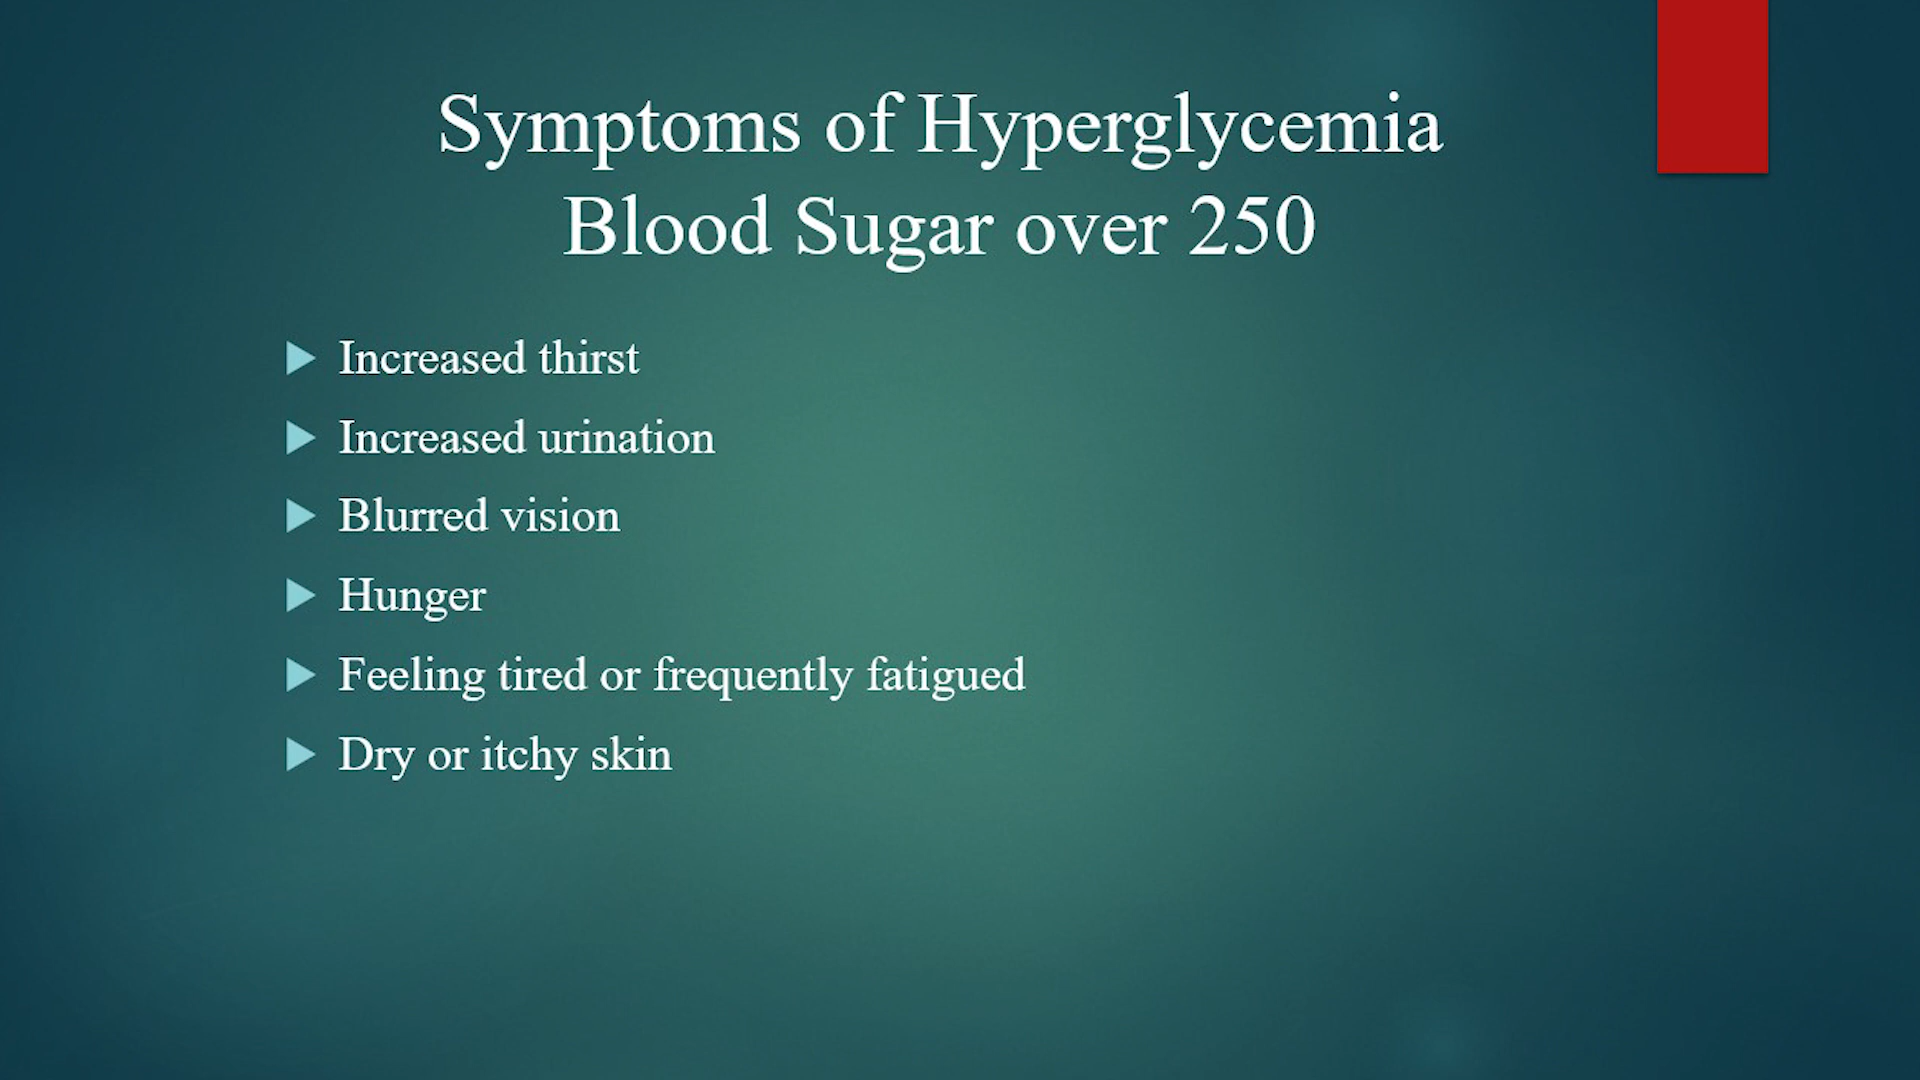 Symptoms of Hyperglycemia
Blood Sugar over 250
Increased thirst
Increased urination
Blurred vision
Hunger
Feeling tired or frequently fatigued
Dry or itchy skin